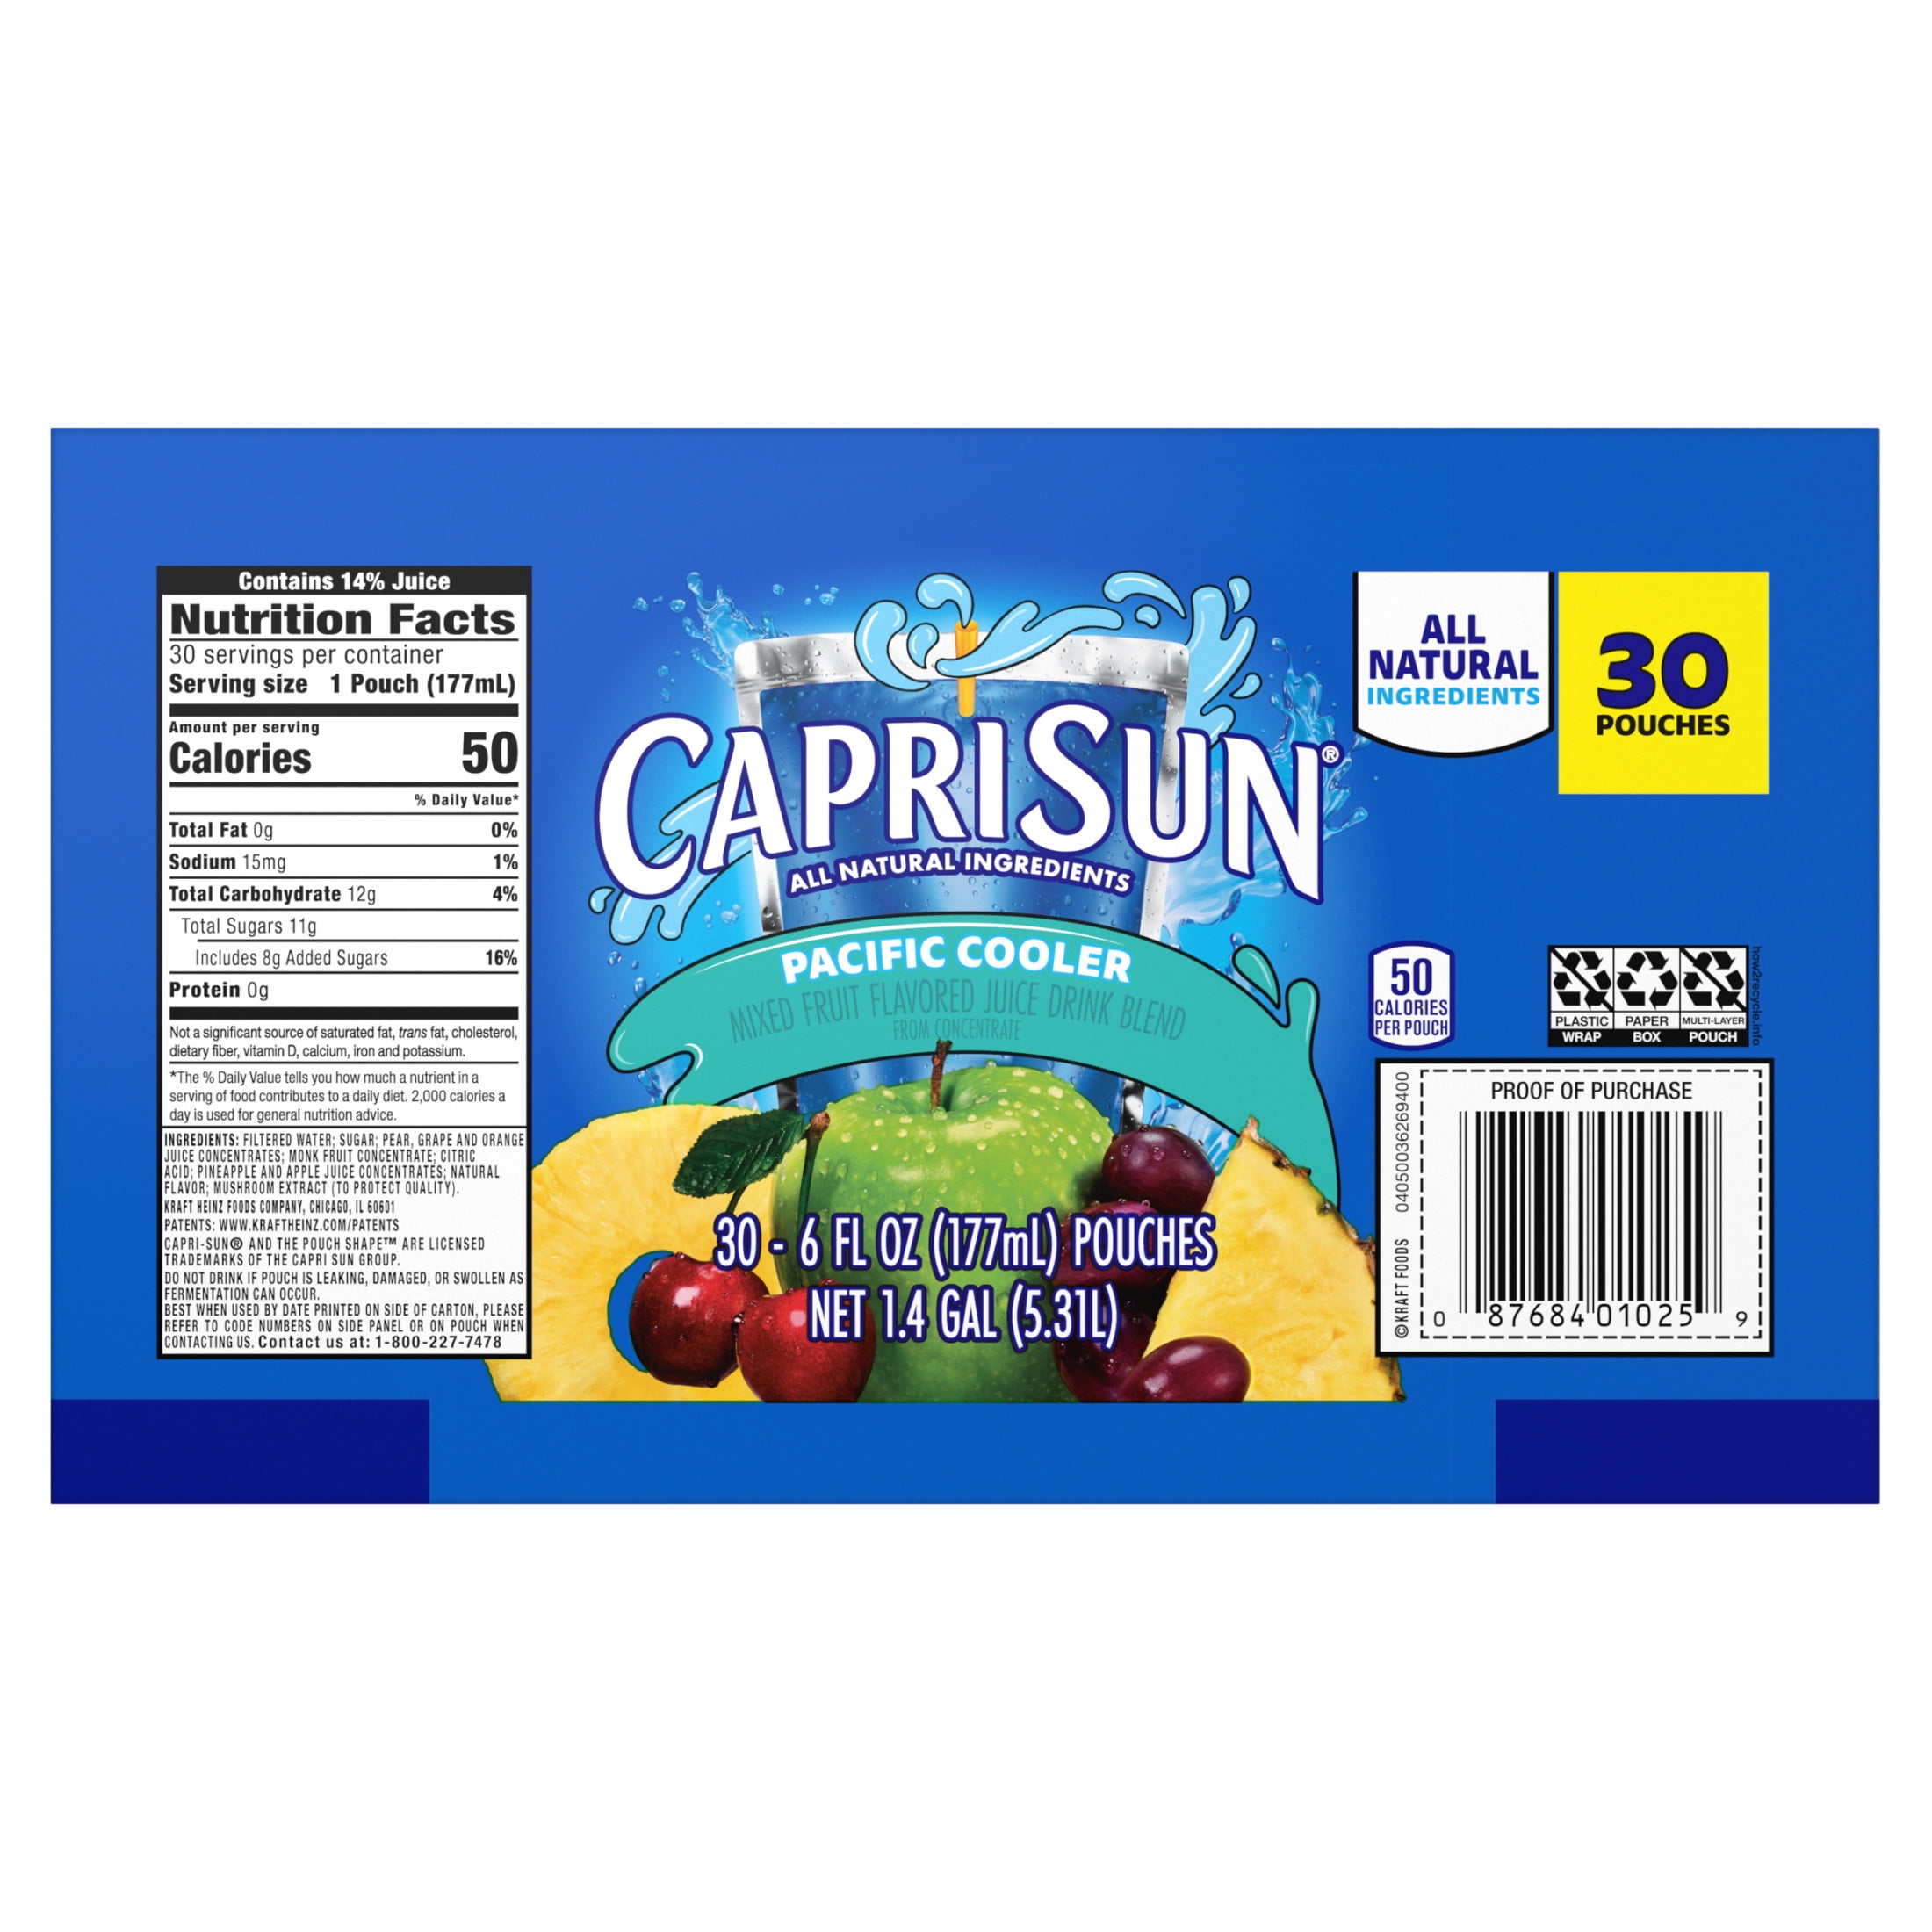 Contains 14% Juice
Nutrition Facts
30 servings per container
Serving size 1 Pouch (177mL)
Amount per serving
Calories 50
% Daily Value*
Total Fat 0g 0%
Sodium 15mg 1%
Total Carbohydrate 12g 4%
Total Sugars 11g
Includes 8g Added Sugars 16%
Protein 0g
Not a significant source of saturated fat, trans fat, cholesterol,
dietary fiber, vitamin D, calcium, iron and potassium.
*The % Daily Value tells you how much a nutrient in a
serving of food contributes to a daily diet. 2,000 calories a
day is used for general nutrition advice.
INGREDIENTS: FILTERED WATER; SUGAR; PEAR, GRAPE AND ORANGE
JUICE CONCENTRATES; MONK FRUIT CONCENTRATE; CITRIC
ACID; PINEAPPLE AND APPLE JUICE CONCENTRATES; NATURAL
FLAVOR; MUSHROOM EXTRACT (TO PROTECT QUALITY).
KRAFT HEINZ FOODS COMPANY, CHICAGO, IL 60601
PATENTS: WWW.KRAFTHEINZ.COM/PATENTS
CAPRI-SUN® AND THE POUCH SHAPE™ ARE LICENSED
TRADEMARKS OF THE CAPRI SUN GROUP.
DO NOT DRINK IF POUCH IS LEAKING, DAMAGED, OR SWOLLEN AS
FERMENTATION CAN OCCUR.
BEST WHEN USED BY DATE PRINTED ON SIDE OF CARTON, PLEASE
REFER TO CODE NUMBERS ON SIDE PANEL OR ON POUCH WHEN
CONTACTING US. Contact us at: 1-800-227-7478
CAPRISUN®
ALL NATURAL INGREDIENTS
PACIFIC COOLER
MIXED FRUIT FLAVORED JUICE DRINK BLEND
FROM CONCENTRATE
30 - 6 FL OZ (177mL) POUCHES
NET 1.4 GAL (5.31L)
ALL
NATURAL
INGREDIENTS
30
POUCHES
50
CALORIES
PER POUCH
PLASTIC
WRAP
PAPER
BOX
MULTI-LAYER
POUCH
how2recycle.info
PROOF OF PURCHASE
©KRAFT FOODS 04050036269400
0 87684 01025 9